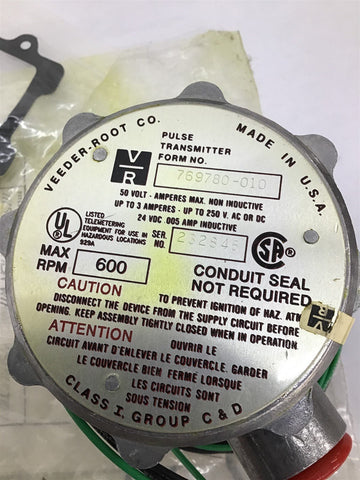 VEEDER-ROOT CO.
MADE IN U.S.A.
V
R
PULSE
TRANSMITTER
FORM NO.
769780-010
50 VOLT - AMPERES MAX. NON INDUCTIVE
UP TO 3 AMPERES - UP TO 250 V. AC OR DC
24 VDC .005 AMP INDUCTIVE
UL
LISTED
TELEMETERING
EQUIPMENT FOR USE IN
HAZARDOUS LOCATIONS
929A
SER.
NO.
232846
SA
MAX
RPM
600
CONDUIT SEAL
NOT REQUIRED
CAUTION
TO PREVENT IGNITION OF HAZ. AT
DISCONNECT THE DEVICE FROM THE SUPPLY CIRCUIT BEFORE
OPENING. KEEP ASSEMBLY TIGHTLY CLOSED WHEN IN OPERATION
ATTENTION
OUVRIR LE
CIRCUIT AVANT D'ENLEVER LE COUVERCLE. GARDER
LE COUVERCLE BIEN FERME LORSQUE
LES CIRCUITS SONT
SOUS TENSION
CLASS I, GROUP C & D
V
R